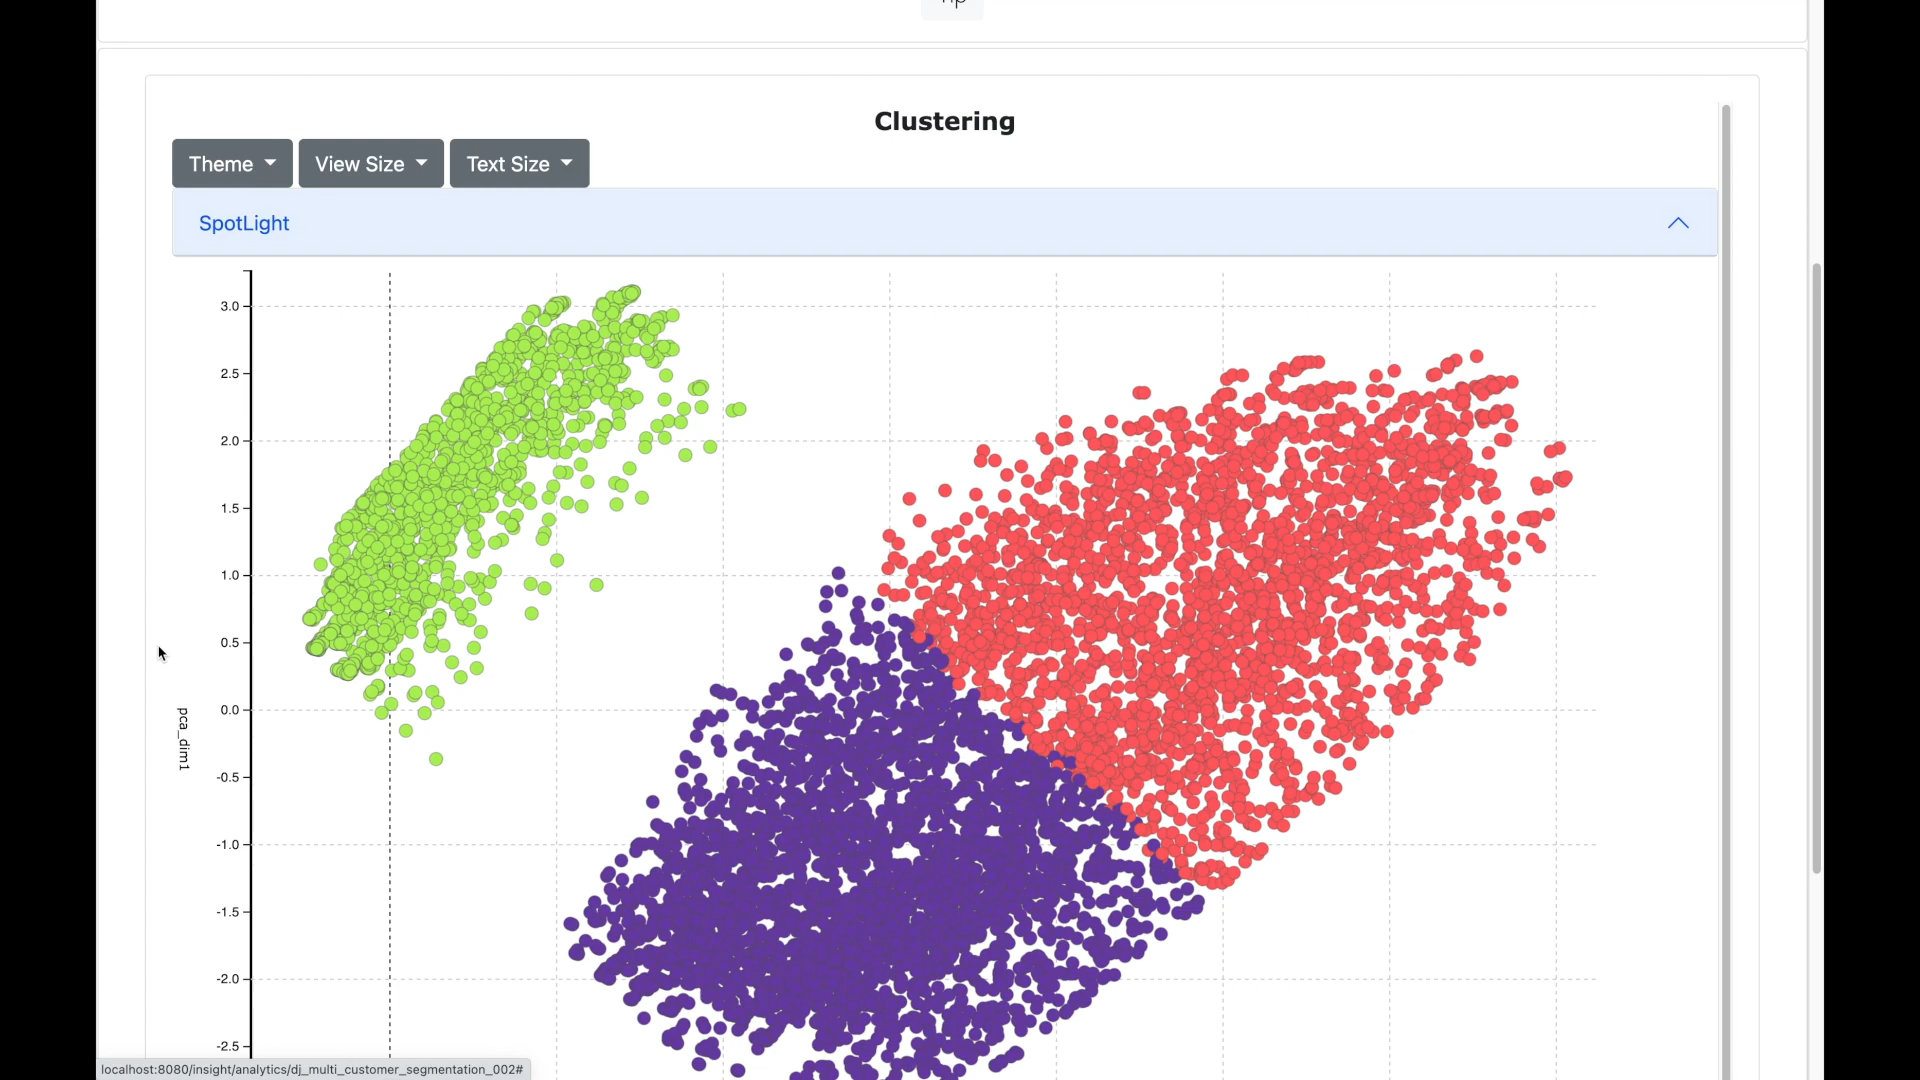 Clustering
Theme
View Size
Text Size
SpotLight
3.0
2.5
2.0
1.5
1.0
0.5
0.0
-0.5
-1.0
-1.5
-2.0
-2.5
pca_dim1
localhost:8080/insight/analytics/dj_multi_customer_segmentation_002#